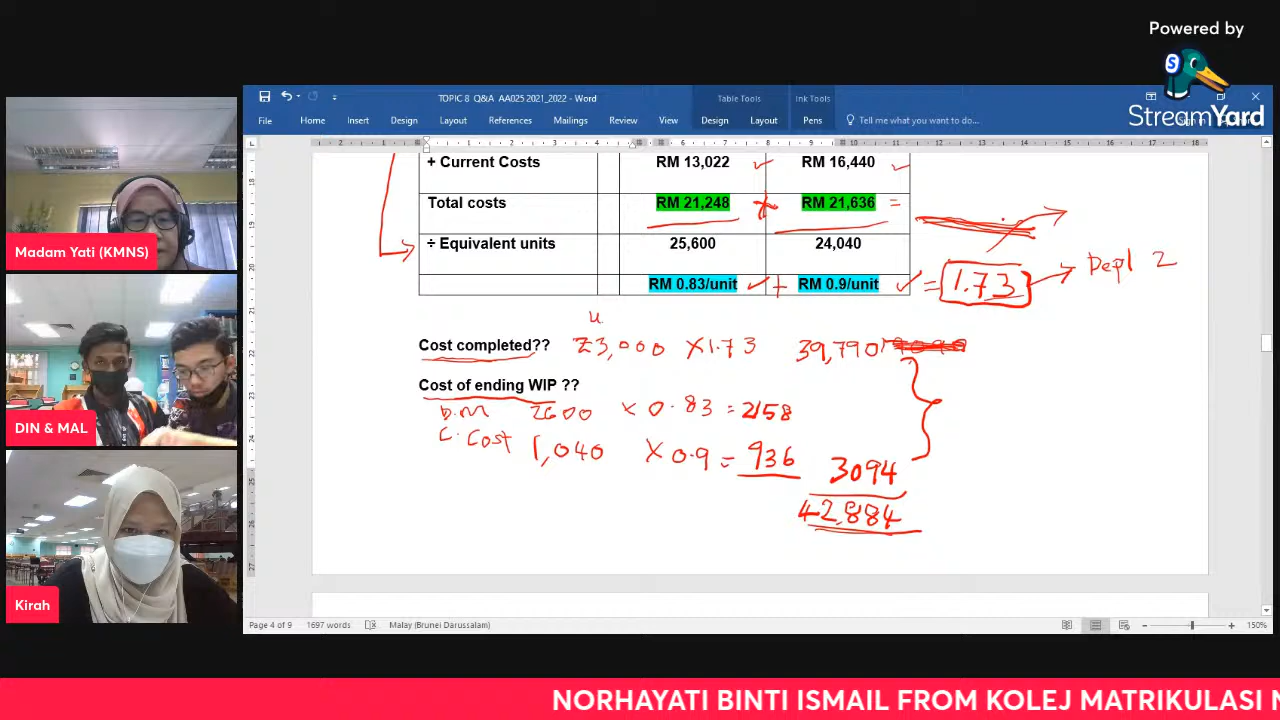 Powered by
StreamYard
TOPIC 8 Q&A AA025 2021_2022 - Word
Table Tools
Ink Tools
File Home Insert Design Layout References Mailings Review View Design Layout Pens Tell me what you want to do...
+ Current Costs RM 13,022 RM 16,440
Total costs RM 21,248 + RM 21,636 =
÷ Equivalent units 25,600 24,040
RM 0.83/unit + RM 0.9/unit = 1.73 Dept 2
u
Cost completed?? 23,000 X 1.73 39,790
Cost of ending WIP ??
D.M 2600 x 0.83 = 2158
C. Cost 1,040 x 0.9 = 936 3094
42,884
Madam Yati (KMNS)
DIN & MAL
Kirah
Page 4 of 9 1697 words Malay (Brunei Darussalam) 150%
NORHAYATI BINTI ISMAIL FROM KOLEJ MATRIKULASI